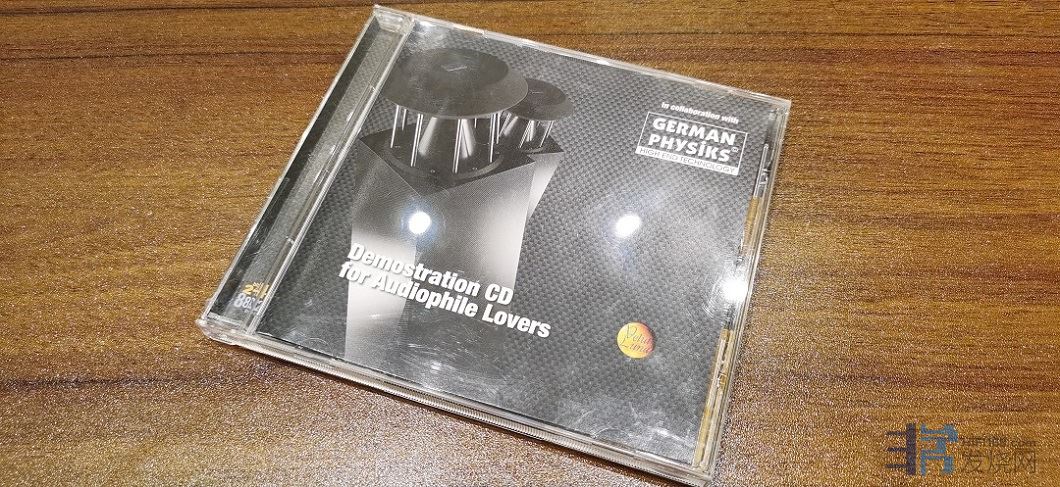 In collaboration with
GERMAN
PHYSiKS
HIGH END TECHNOLOGY
Demostration CD
for Audiophile Lovers
发烧网